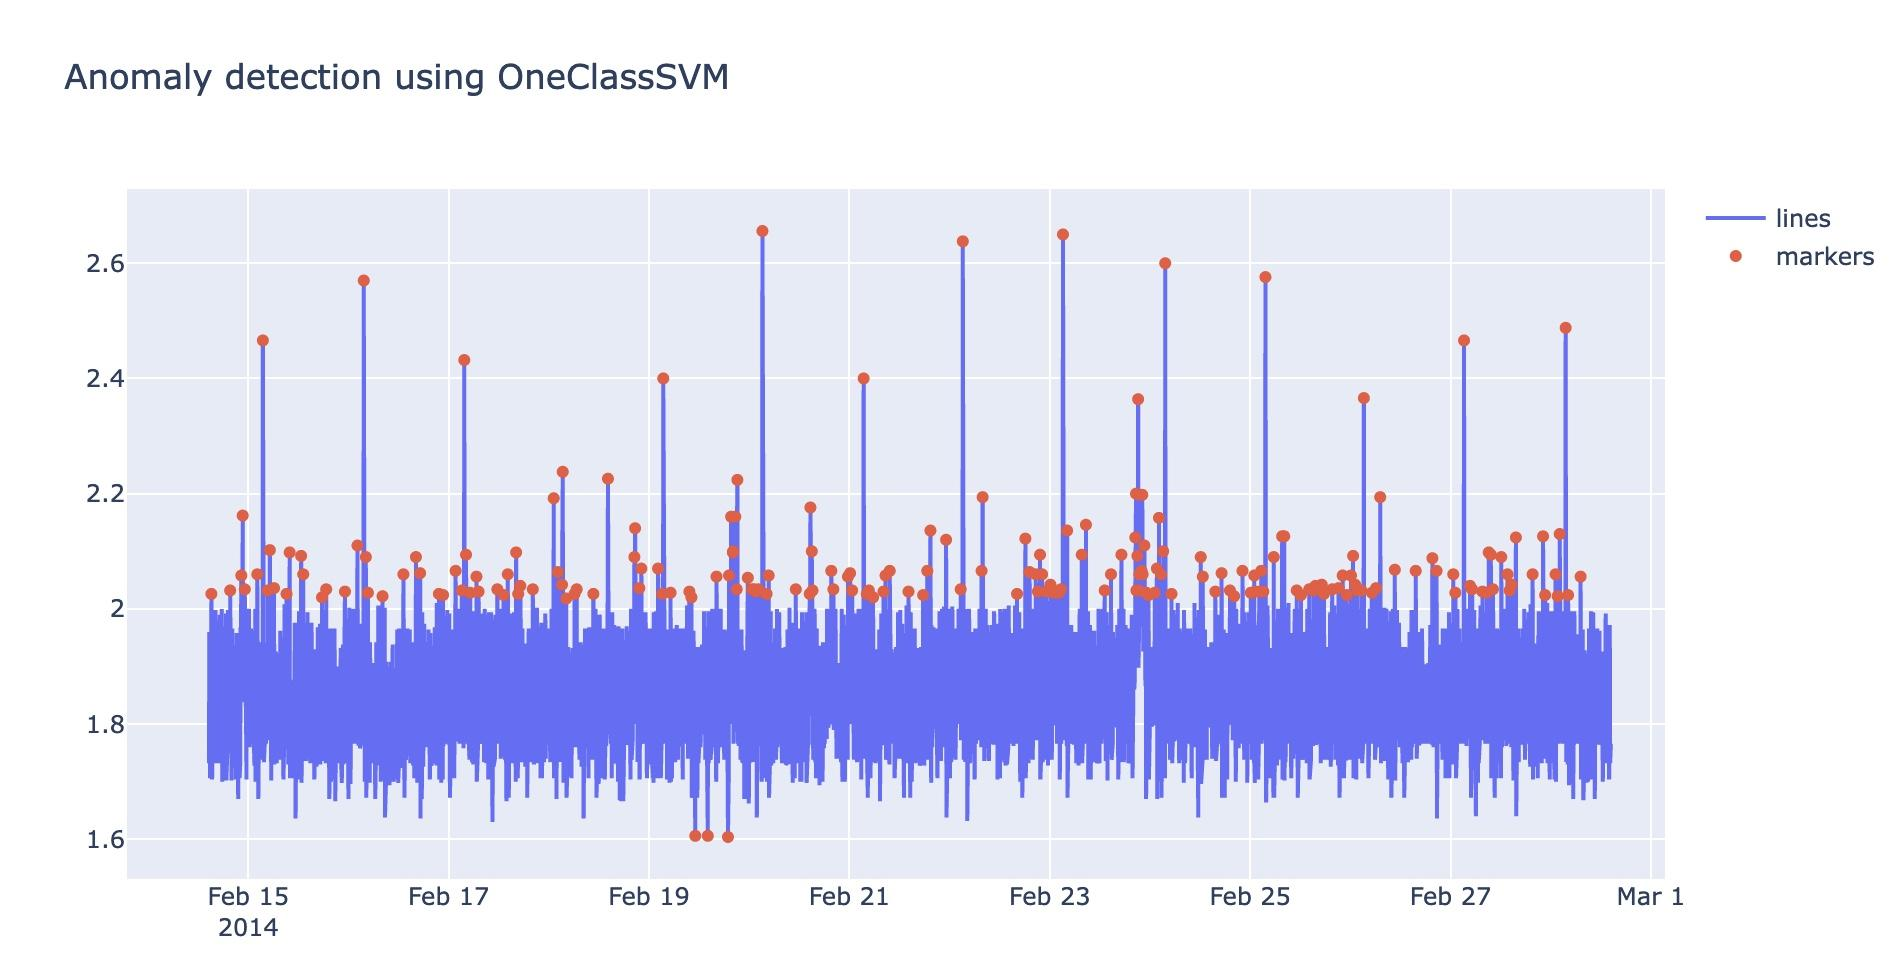 Anomaly detection using OneClassSVM
lines
markers
2.6
2.4
2.2
2
1.8
1.6
Feb 15 Feb 17 Feb 19 Feb 21 Feb 23 Feb 25 Feb 27 Mar 1
2014